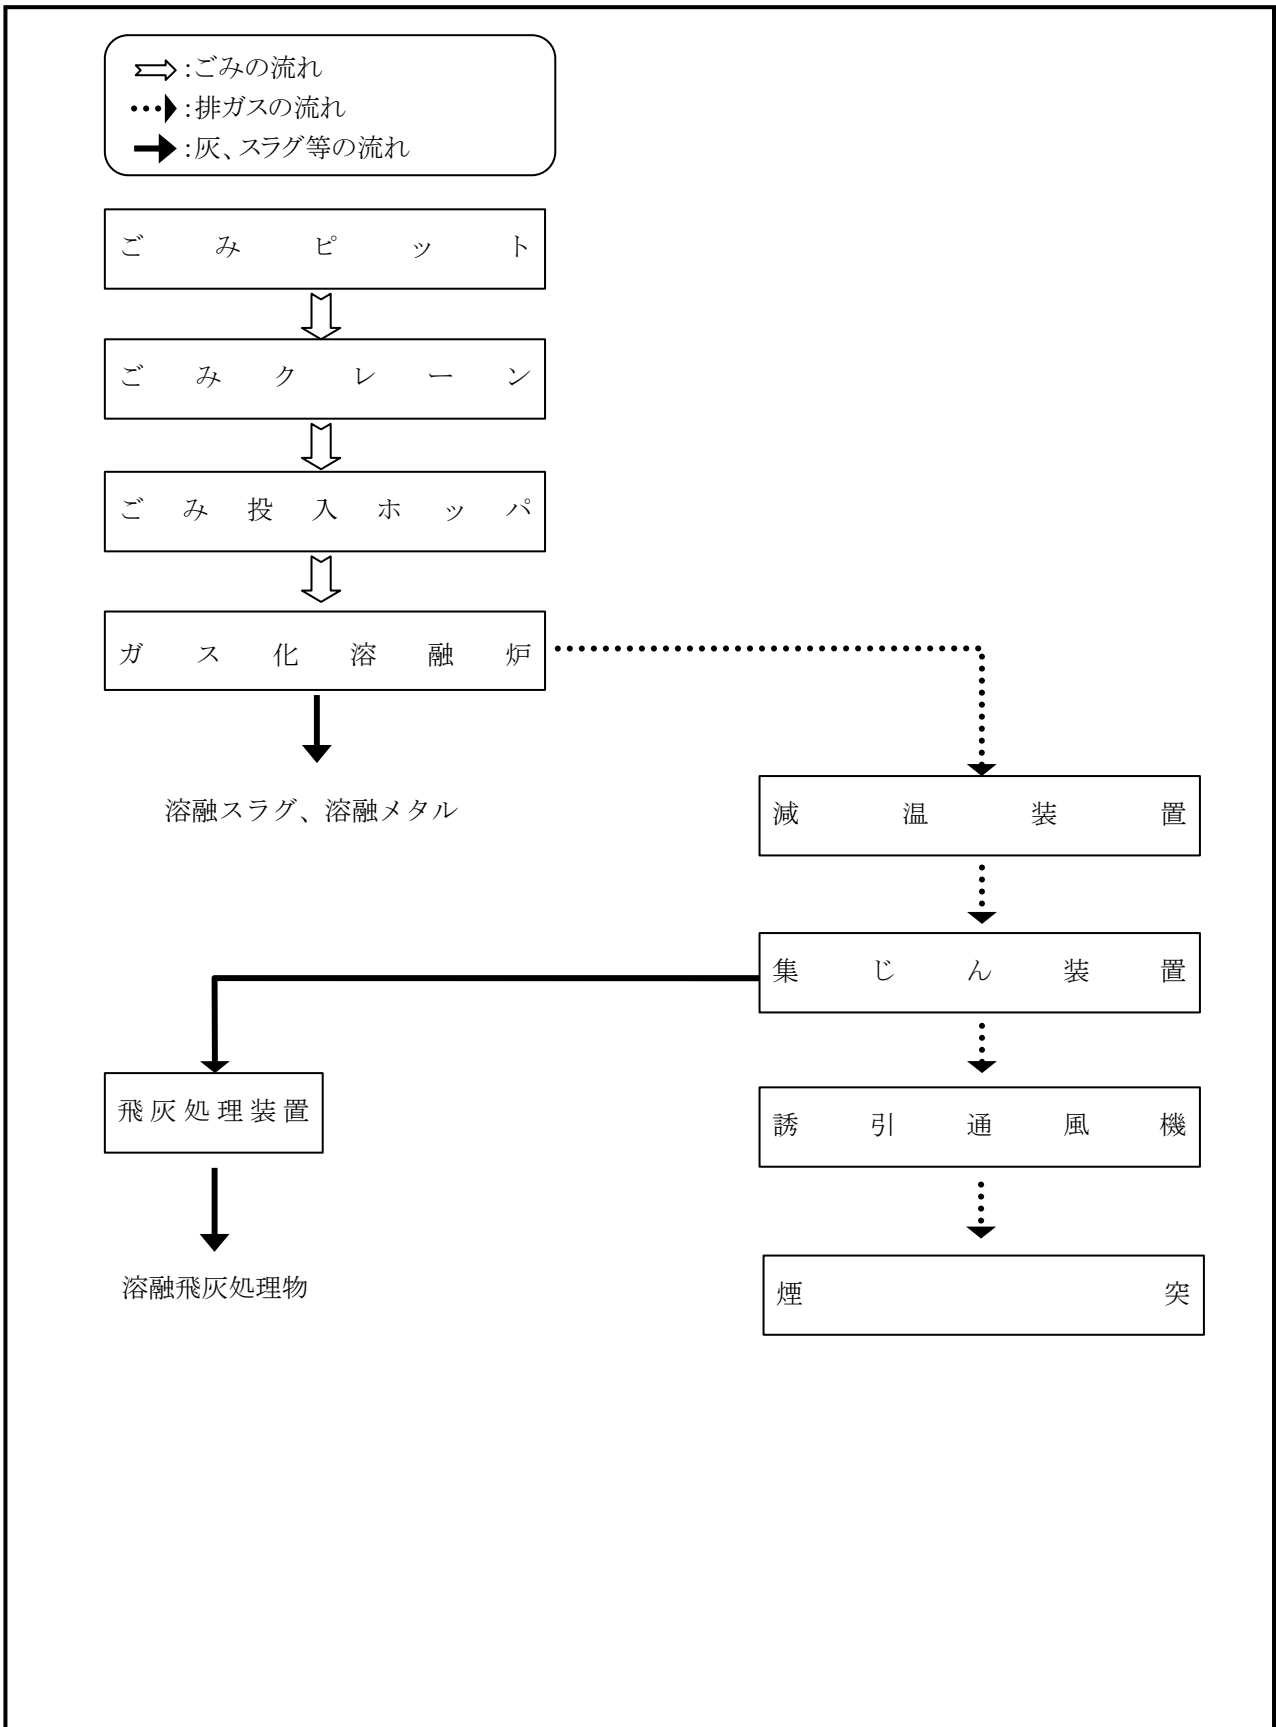 :ごみの流れ
:排ガスの流れ
:灰、スラグ等の流れ
ごみピット
ごみクレーン
ごみ投入ホッパ
ガス化溶融炉
溶融スラグ、溶融メタル
減温装置
集じん装置
飛灰処理装置
誘引通風機
溶融飛灰処理物
煙突